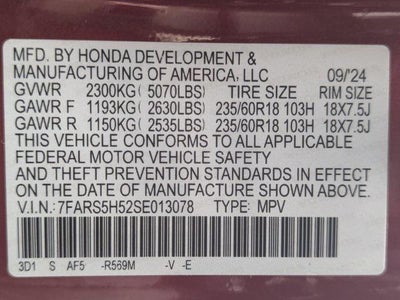 MFD. BY HONDA DEVELOPMENT &
MANUFACTURING OF AMERICA, LLC 09/'24
GVWR 2300KG( 5070LBS) TIRE SIZE RIM SIZE
GAWR F 1193KG( 2630LBS) 235/60R18 103H 18X7.5J
GAWR R 1150KG( 2535LBS) 235/60R18 103H 18X7.5J
THIS VEHICLE CONFORMS TO ALL APPLICABLE
FEDERAL MOTOR VEHICLE SAFETY
AND THEFT PREVENTION STANDARDS IN EFFECT ON
THE DATE OF MANUFACTURE SHOWN ABOVE.
V.I.N.:7FARS5H52SE013078 TYPE: MPV
3D1 S AF5 -R569M -V -E